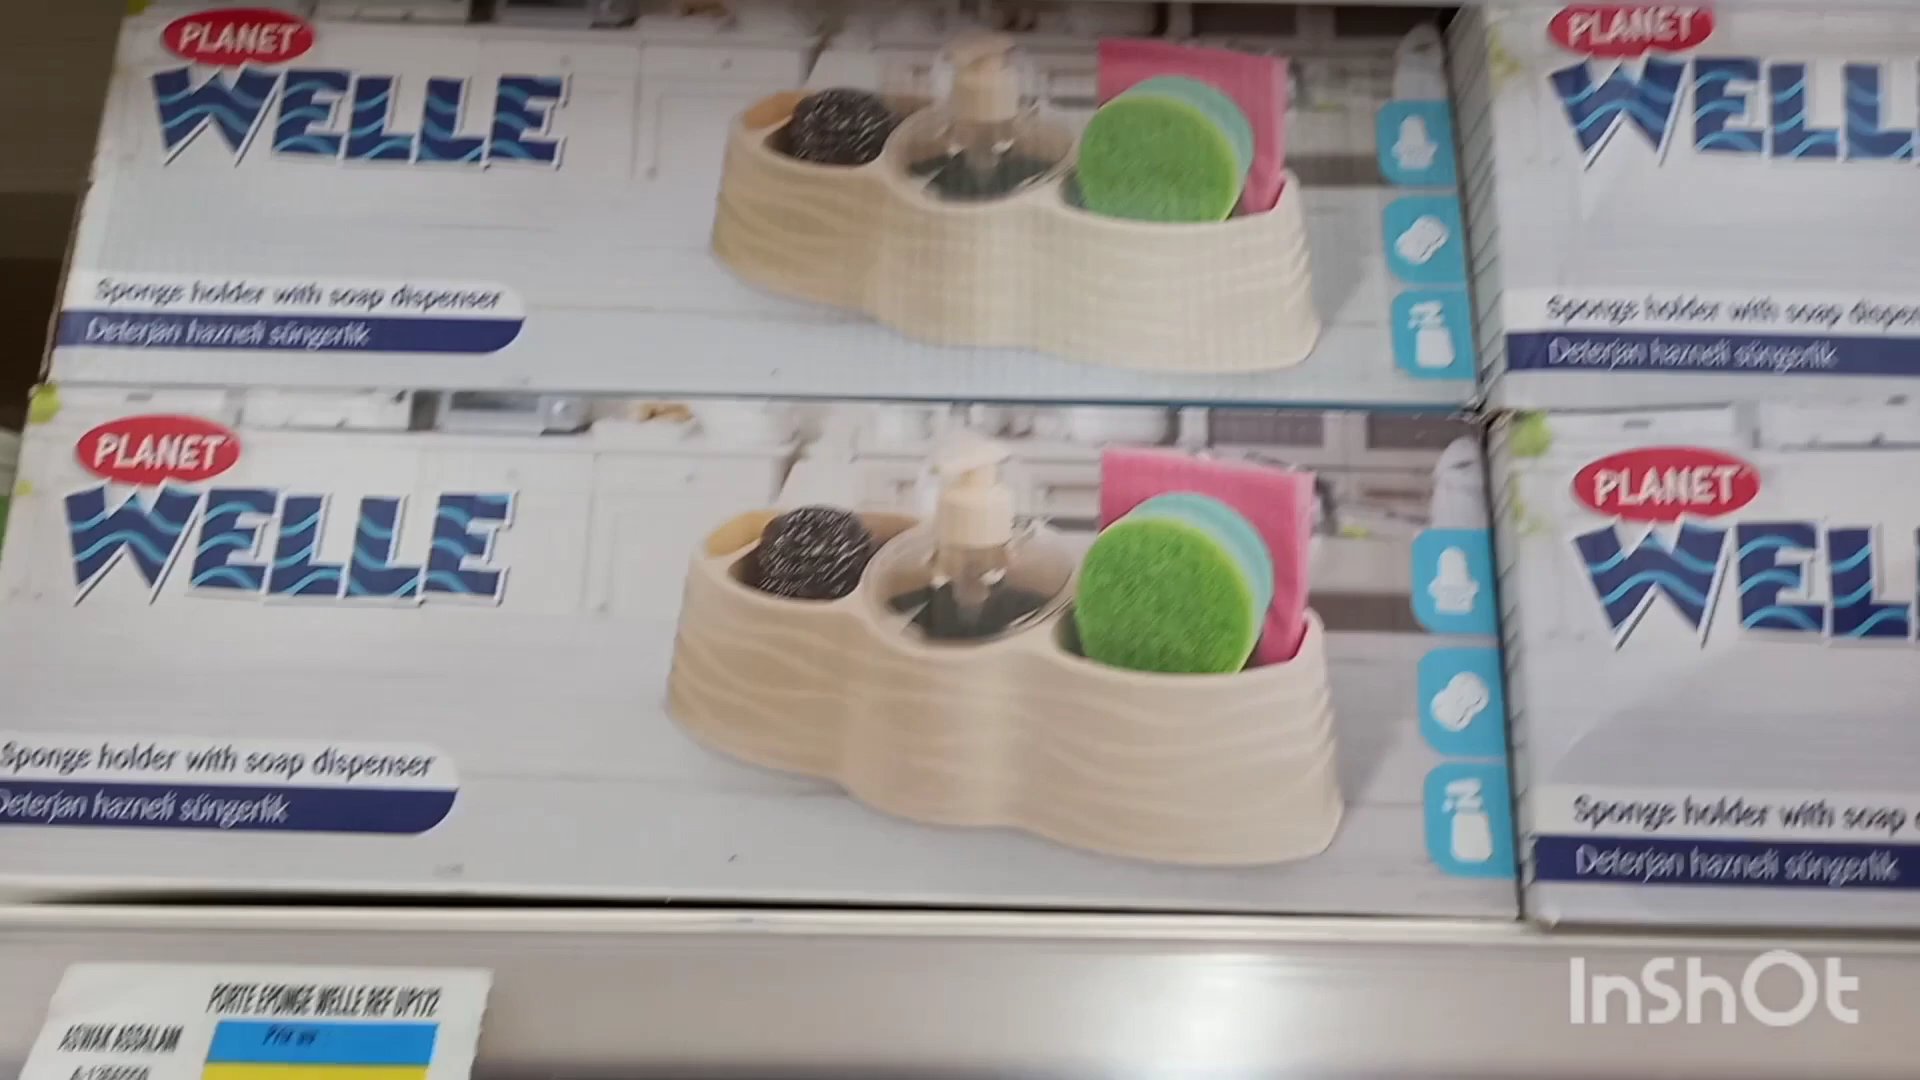 PLANET
WELLE
Sponge holder with soap dispenser
Deterjan hazneli süngerlik
PLANET
WELL
Sponge holder with soap dispen
Deterjan hazneli süngerlik
PLANET
WELLE
Sponge holder with soap dispenser
Deterjan hazneli süngerlik
PLANET
WEL
Sponge holder with soap
Deterjan hazneli süngerlik
PORTE EPONGE WELLE REF UP172
ASWAK ASSALAM
Prix au
InShOt